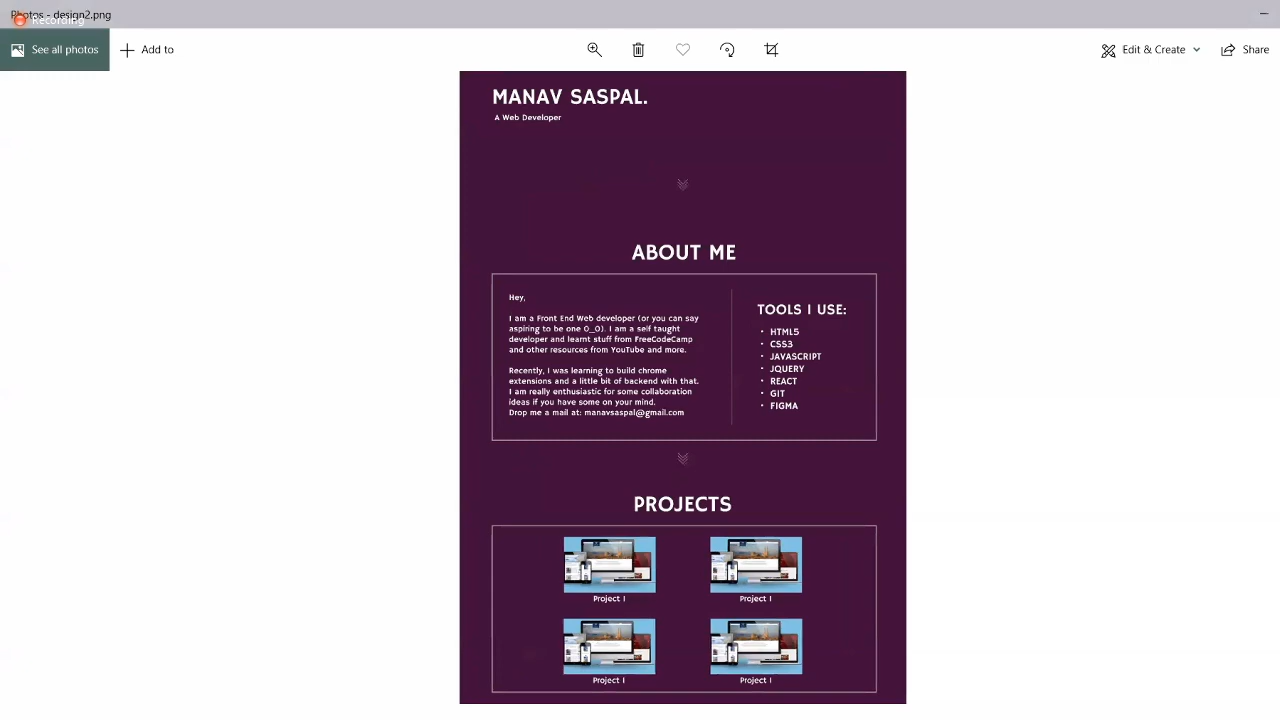 Photos - design2.png
Recording
See all photos
Add to
Edit & Create
Share
MANAV SASPAL.
A Web Developer
ABOUT ME
Hey,
I am a Front End Web developer (or you can say
aspiring to be one O_O). I am a self taught
developer and learnt stuff from FreeCodeCamp
and other resources from YouTube and more.
Recently, I was learning to build chrome
extensions and a little bit of backend with that.
I am really enthusiastic for some collaboration
ideas if you have some on your mind.
Drop me a mail at: manavsaspal@gmail.com
TOOLS I USE:
• HTML5
• CSS3
• JAVASCRIPT
• JQUERY
• REACT
• GIT
• FIGMA
PROJECTS
Project 1
Project 1
Project 1
Project 1